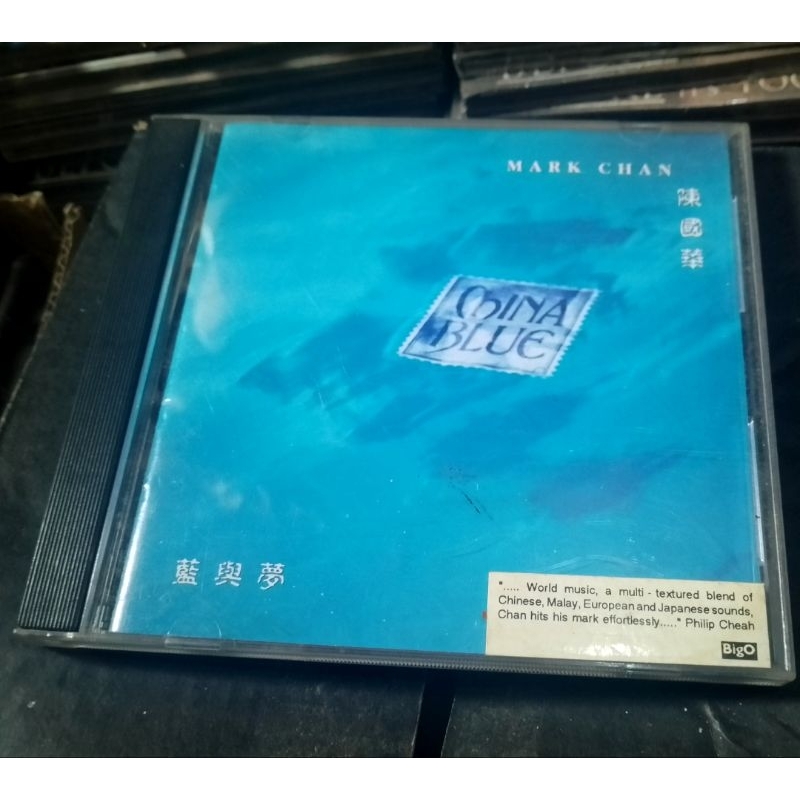 MARK CHAN
陳國華
CHINA
BLUE
藍與夢
"..... World music, a multi - textured blend of
Chinese, Malay, European and Japanese sounds,
Chan hits his mark effortlessly....." Philip Cheah
BigO